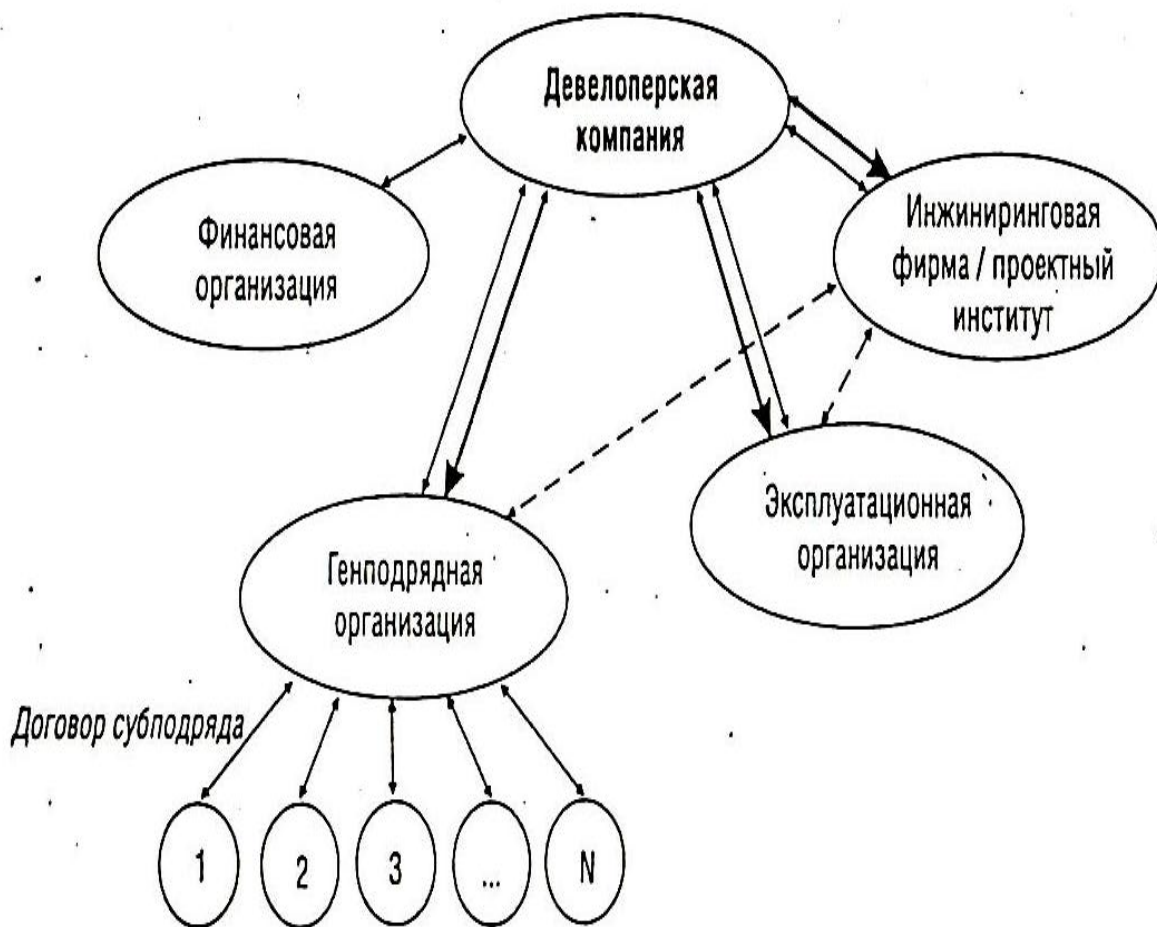 Девелоперская
компания
Финансовая
организация
Инжиниринговая
фирма / проектный
институт
Эксплуатационная
организация
Генподрядная
организация
Договор субподряда
1
2
3
...
N